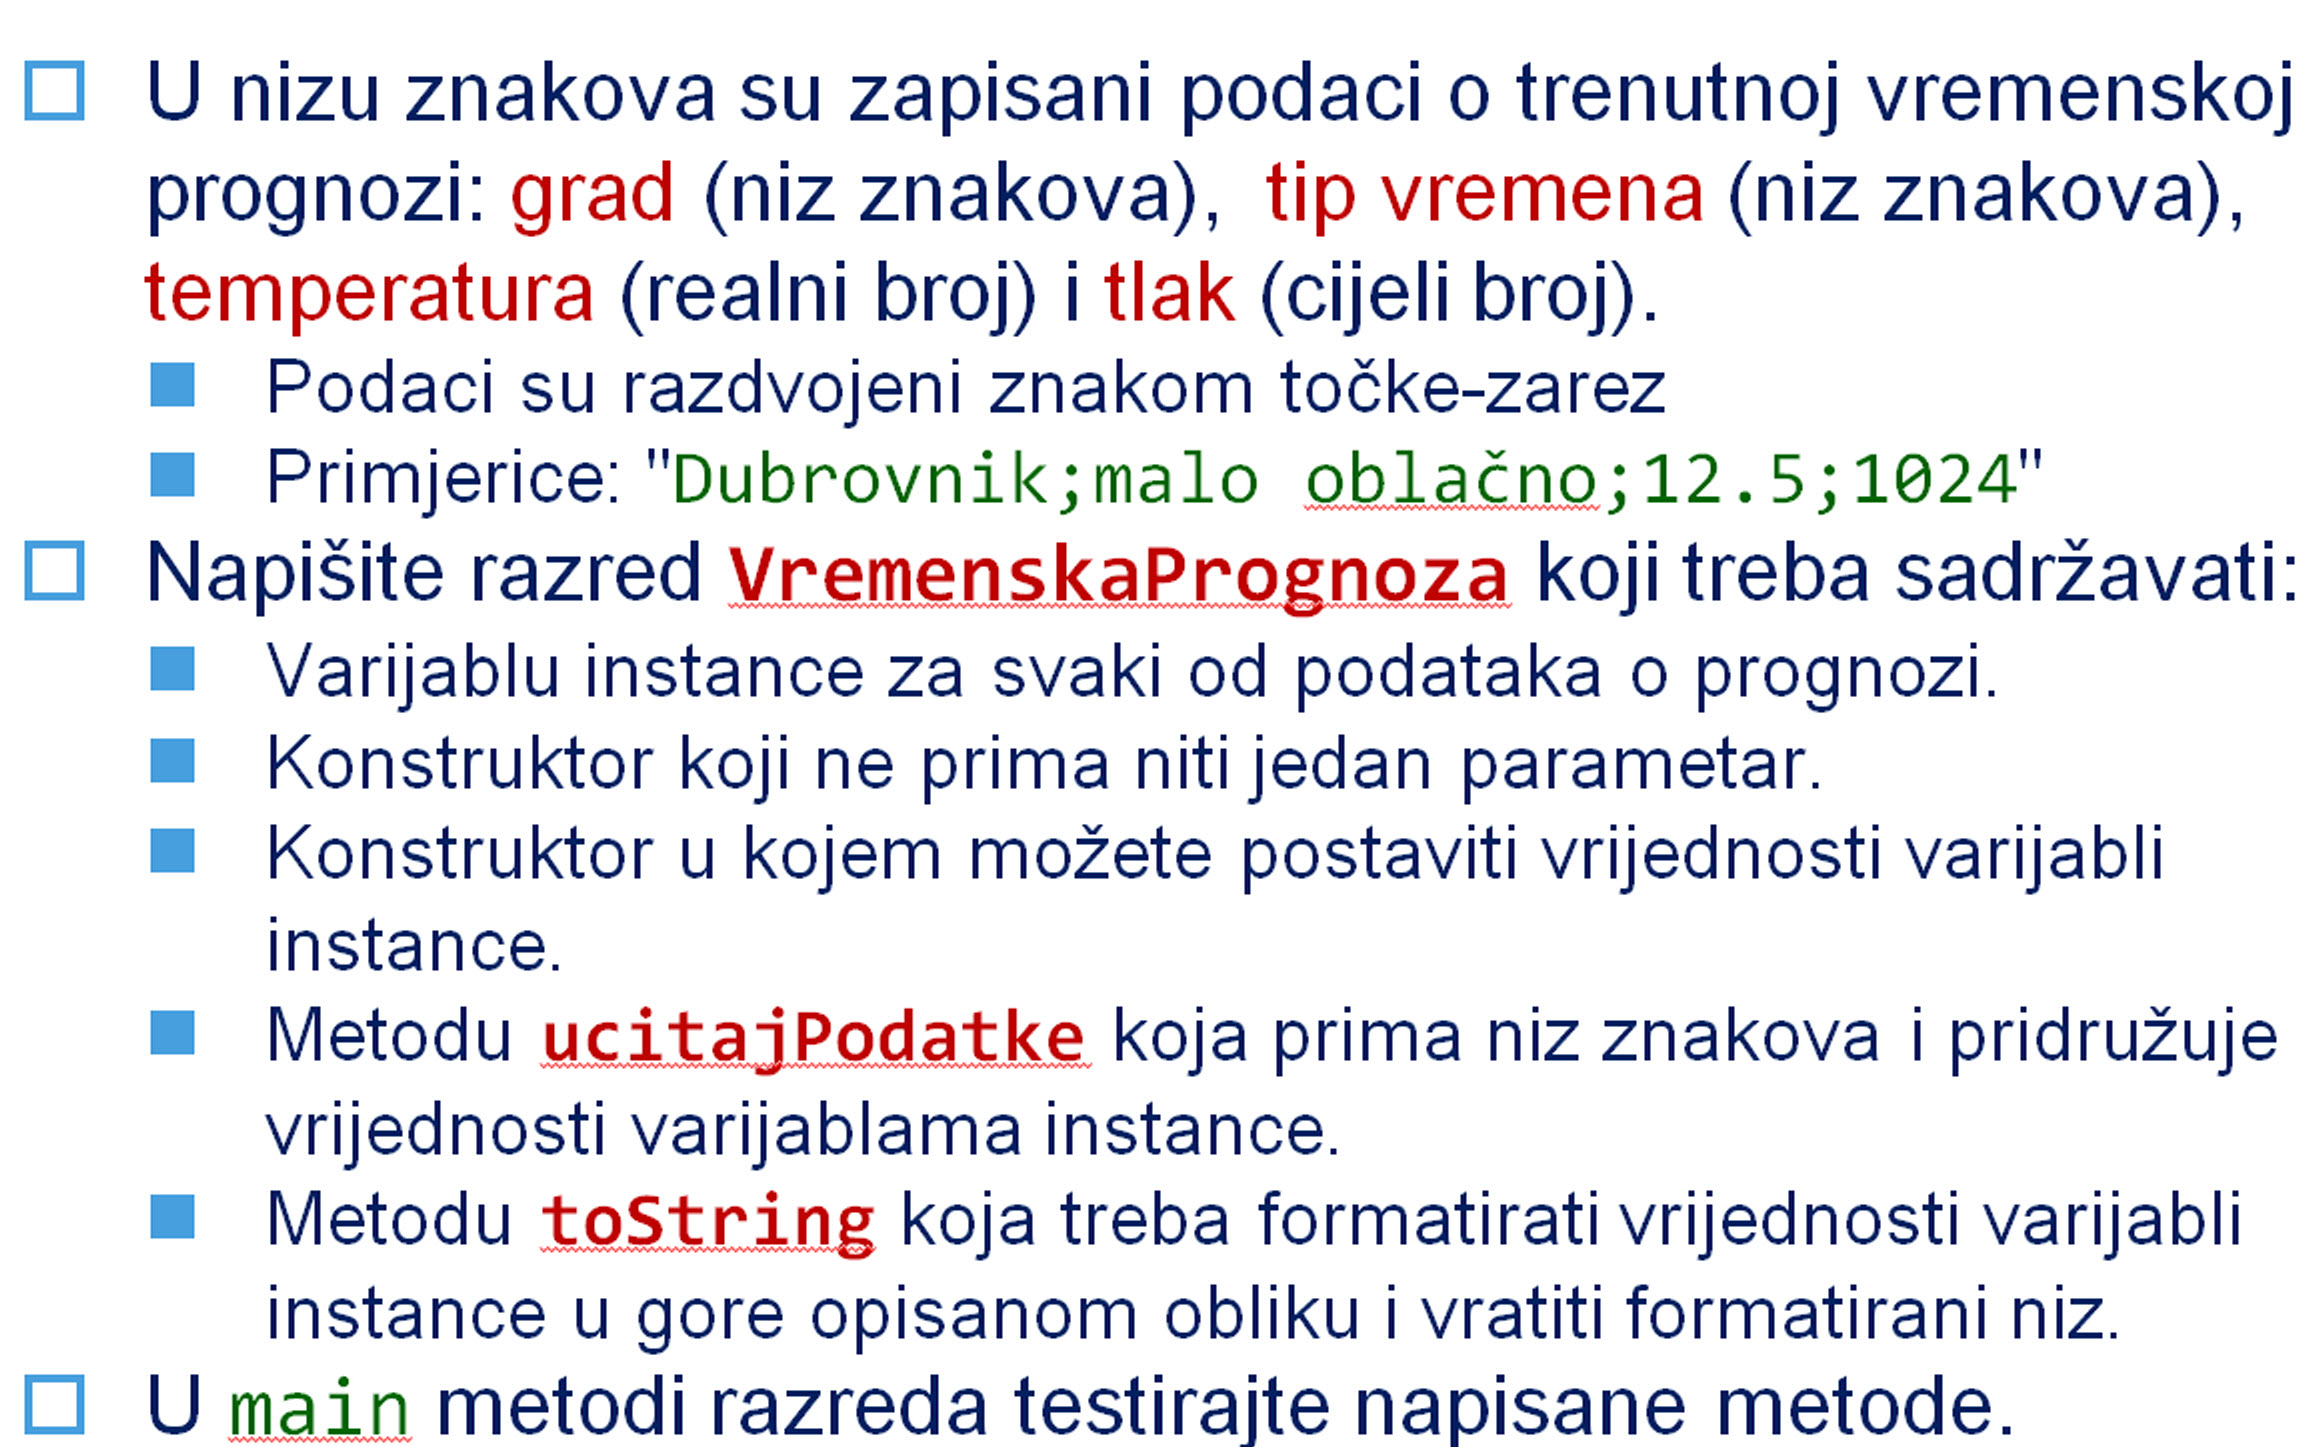 U nizu znakova su zapisani podaci o trenutnoj vremenskoj
prognozi: grad (niz znakova), tip vremena (niz znakova),
temperatura (realni broj) i tlak (cijeli broj).
Podaci su razdvojeni znakom točke-zarez
Primjerice: "Dubrovnik;malo oblačno;12.5;1024"
Napišite razred VremenskaPrognoza koji treba sadržavati:
Varijablu instance za svaki od podataka o prognozi.
Konstruktor koji ne prima niti jedan parametar.
Konstruktor u kojem možete postaviti vrijednosti varijabli
instance.
Metodu ucitajPodatke koja prima niz znakova i pridružuje
vrijednosti varijablama instance.
Metodu toString koja treba formatirati vrijednosti varijabli
instance u gore opisanom obliku i vratiti formatirani niz.
U main metodi razreda testirajte napisane metode.